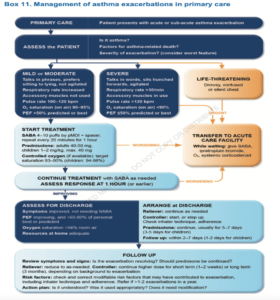 Box 11. Management of asthma exacerbations in primary care
PRIMARY CARE
Patient presents with acute or sub-acute asthma exacerbation
ASSESS the PATIENT
Is it asthma?
Factors for asthma-related death?
Severity of exacerbation? (consider worst feature)
MILD or MODERATE
Talks in phrases, prefers
sitting to lying, not agitated
Respiratory rate increased
Accessory muscles not used
Pulse rate 100–120 bpm
O₂ saturation (on air) 90–95%
PEF >50% predicted or best
SEVERE
Talks in words, sits hunched
forwards, agitated
Respiratory rate >30/min
Accessory muscles in use
Pulse rate >120 bpm
O₂ saturation (on air) <90%
PEF ≤50% predicted or best
LIFE-THREATENING
Drowsy, confused
or silent chest
START TREATMENT
SABA 4–10 puffs by pMDI + spacer,
repeat every 20 minutes for 1 hour
Prednisolone: adults 40–50 mg,
children 1–2 mg/kg, max. 40 mg
Controlled oxygen (if available): target
saturation 93–95% (children: 94-98%)
TRANSFER TO ACUTE
CARE FACILITY
While waiting: give SABA,
ipratropium bromide,
O₂, systemic corticosteroid
CONTINUE TREATMENT with SABA as needed
ASSESS RESPONSE AT 1 HOUR (or earlier)
WORSENING
IMPROVING
ASSESS FOR DISCHARGE
Symptoms improved, not needing SABA
PEF improving, and >60-80% of personal
best or predicted
Oxygen saturation >94% room air
Resources at home adequate
ARRANGE at DISCHARGE
Reliever: continue as needed
Controller: start, or step up.
Check inhaler technique, adherence
Prednisolone: continue, usually for 5–7 days
(3-5 days for children)
Follow up: within 2–7 days (1-2 days for children)
FOLLOW UP
Review symptoms and signs: Is the exacerbation resolving? Should prednisone be continued?
Reliever: reduce to as-needed. Controller: continue higher dose for short term (1–2 weeks) or long term
(3 months), depending on background to exacerbation
Risk factors: check and correct modifiable risk factors that may have contributed to exacerbation,
including inhaler technique and adherence. Refer if >1-2 exacerbations in a year.
Action plan: Is it understood? Was it used appropriately? Does it need modification?